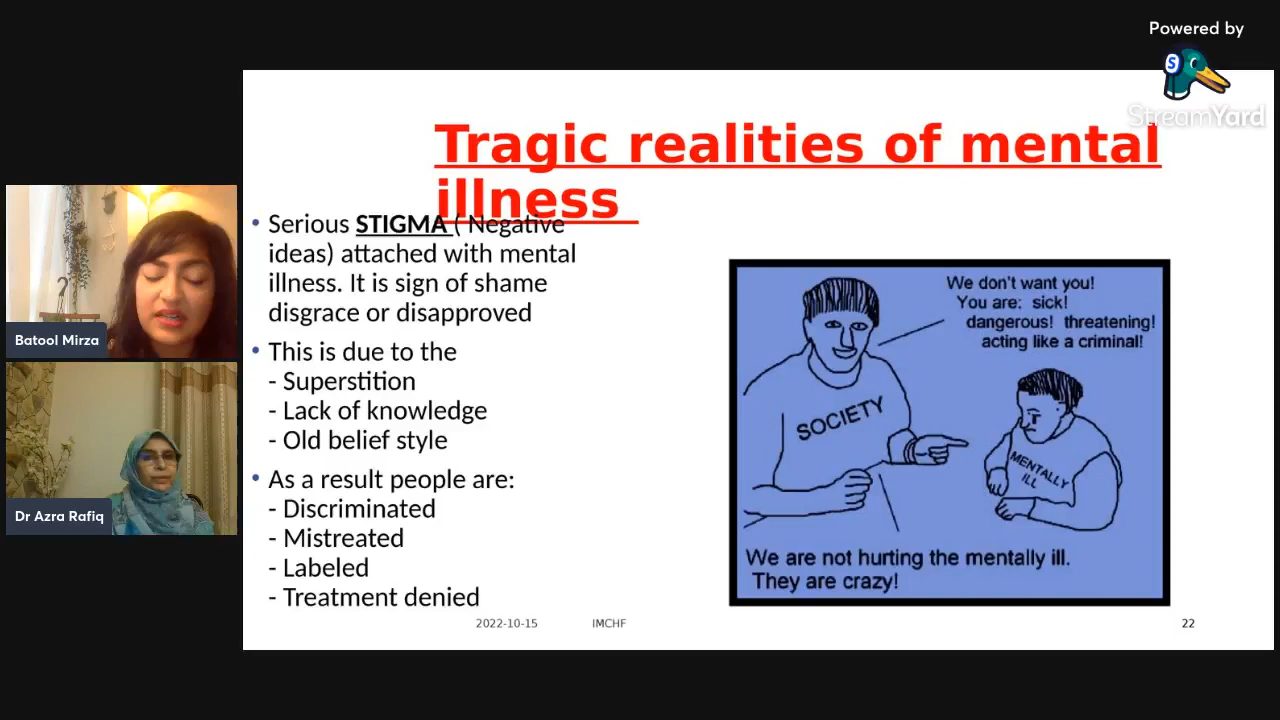 Powered by
S
StreamYard
Tragic realities of mental
illness
• Serious STIGMA ( Negative
ideas) attached with mental
illness. It is sign of shame
disgrace or disapproved
• This is due to the
- Superstition
- Lack of knowledge
- Old belief style
• As a result people are:
- Discriminated
- Mistreated
- Labeled
- Treatment denied
We don't want you!
You are: sick!
dangerous! threatening!
acting like a criminal!
SOCIETY
MENTALLY
ILL
We are not hurting the mentally ill.
They are crazy!
2022-10-15 IMCHF 22
Batool Mirza
Dr Azra Rafiq